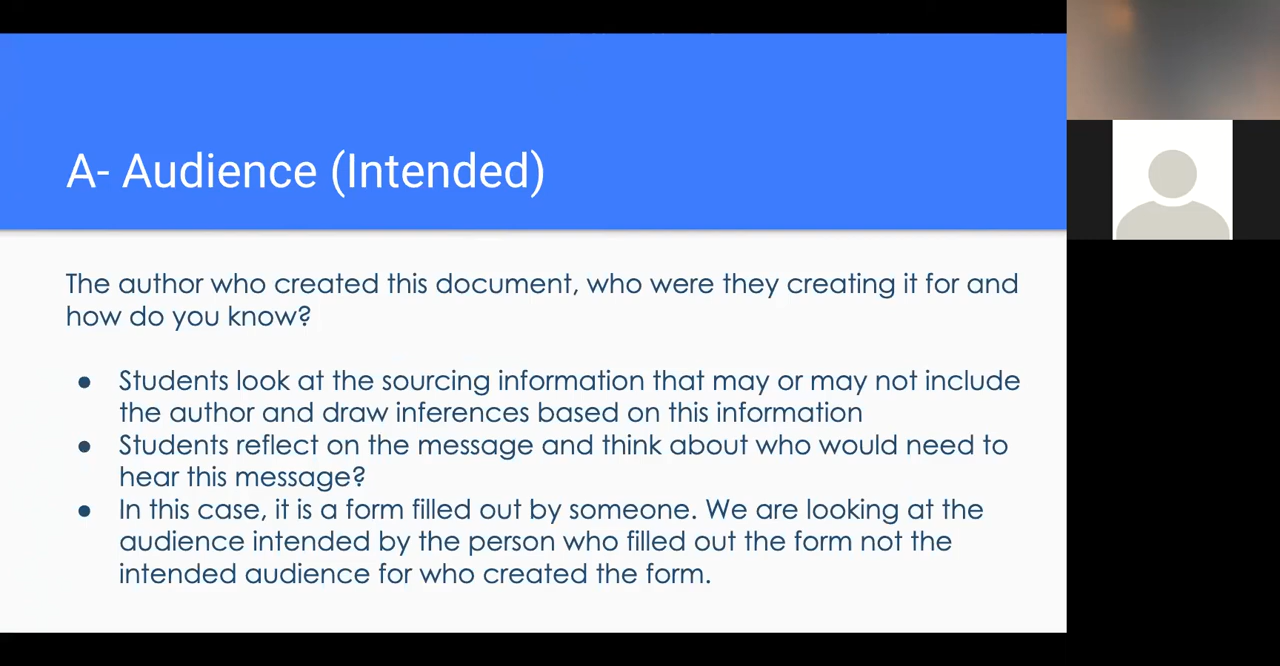 A- Audience (Intended)
The author who created this document, who were they creating it for and
how do you know?
● Students look at the sourcing information that may or may not include
the author and draw inferences based on this information
● Students reflect on the message and think about who would need to
hear this message?
● In this case, it is a form filled out by someone. We are looking at the
audience intended by the person who filled out the form not the
intended audience for who created the form.